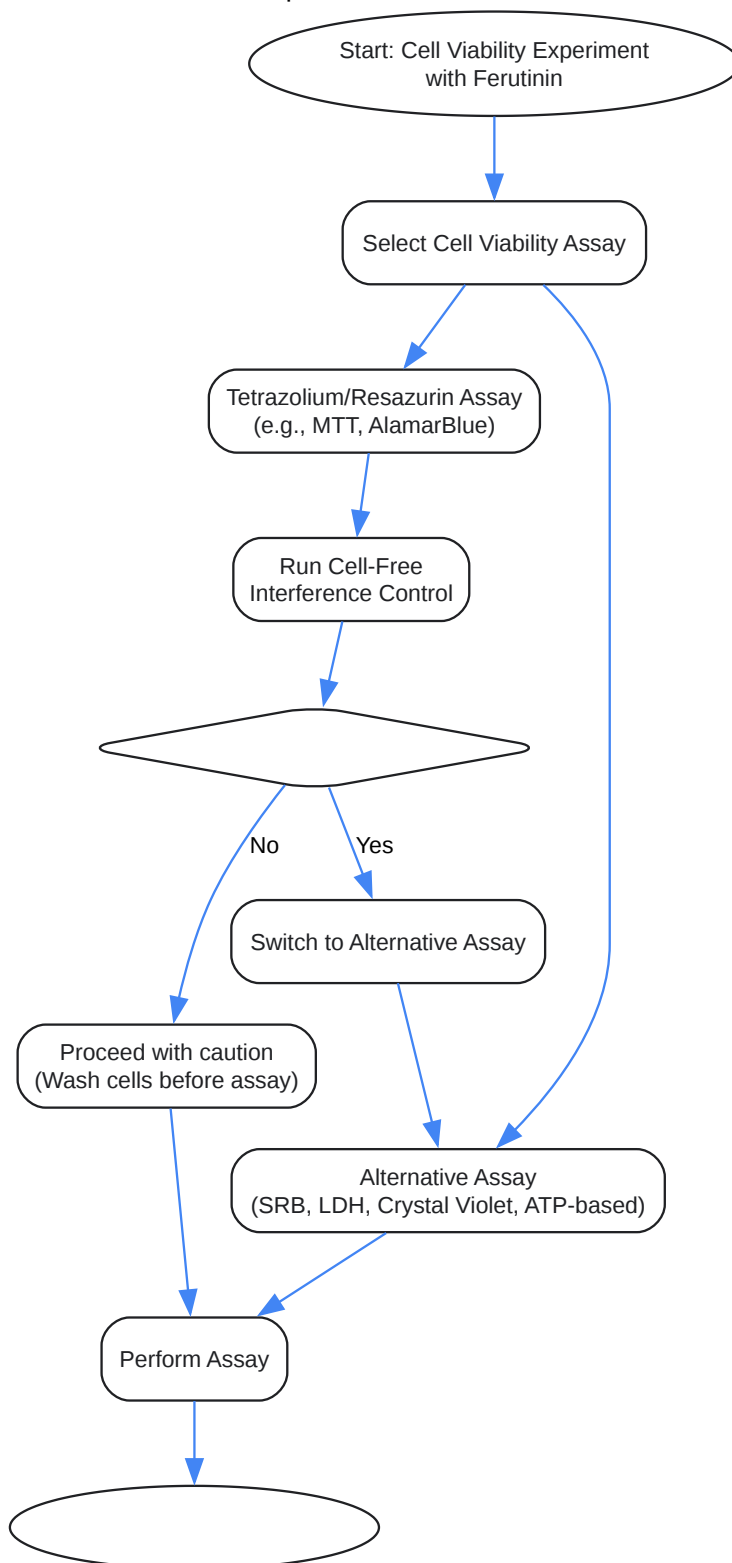 Start: Cell Viability Experiment
with Ferutinin
Select Cell Viability Assay
Tetrazolium/Resazurin Assay
(e.g., MTT, AlamarBlue)
Run Cell-Free
Interference Control
No
Yes
Switch to Alternative Assay
Proceed with caution
(Wash cells before assay)
Alternative Assay
(SRB, LDH, Crystal Violet, ATP-based)
Perform Assay